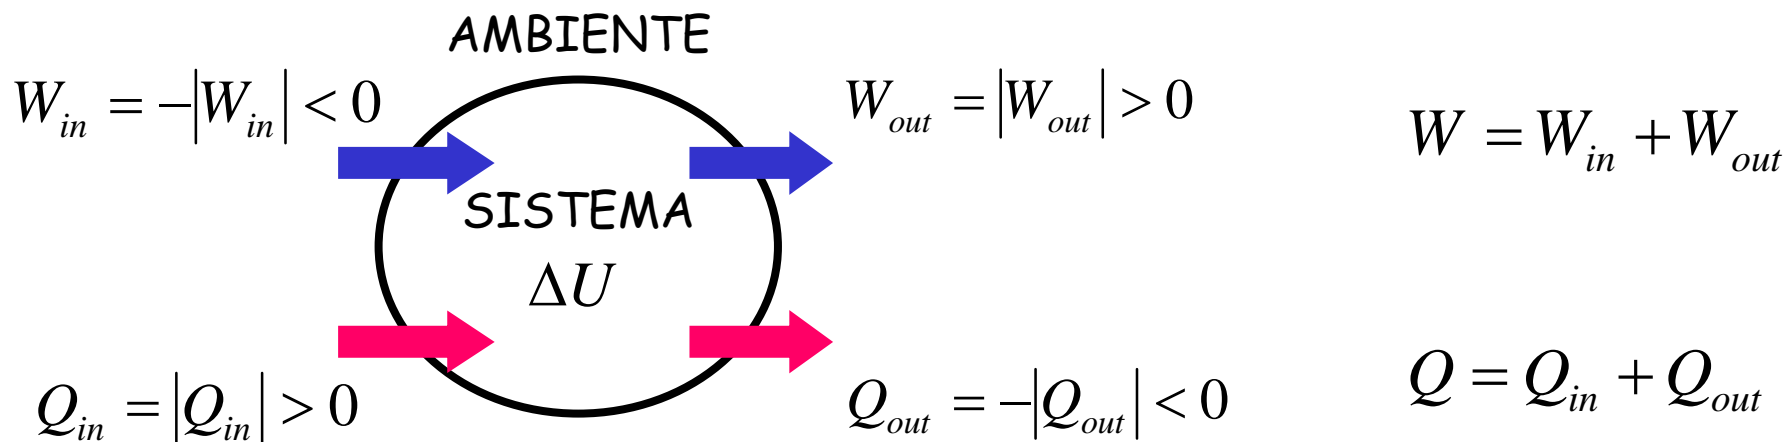 AMBIENTE
W_in = −|W_in| < 0
W_out = |W_out| > 0
W = W_in + W_out
SISTEMA
ΔU
Q_in = |Q_in| > 0
Q_out = −|Q_out| < 0
Q = Q_in + Q_out